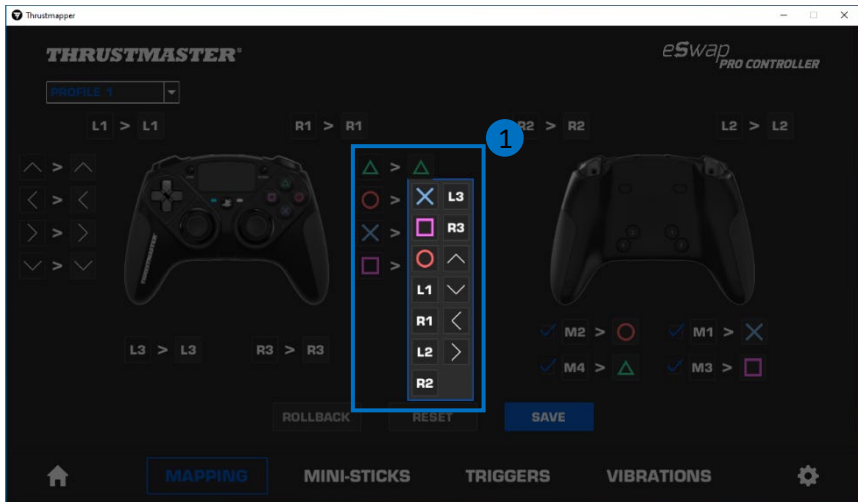 Thrustmapper
THRUSTMASTER®
eSwap
PRO CONTROLLER
PROFILE 1
L1 > L1
R1 > R1
R2 > R2
L2 > L2
1
>
>
>
>
>
>
>
>
L3
R3
L1
R1
L2
R2
L3 > L3
R3 > R3
M2 >
M1 >
M4 >
M3 >
ROLLBACK
RESET
SAVE
MAPPING
MINI-STICKS
TRIGGERS
VIBRATIONS